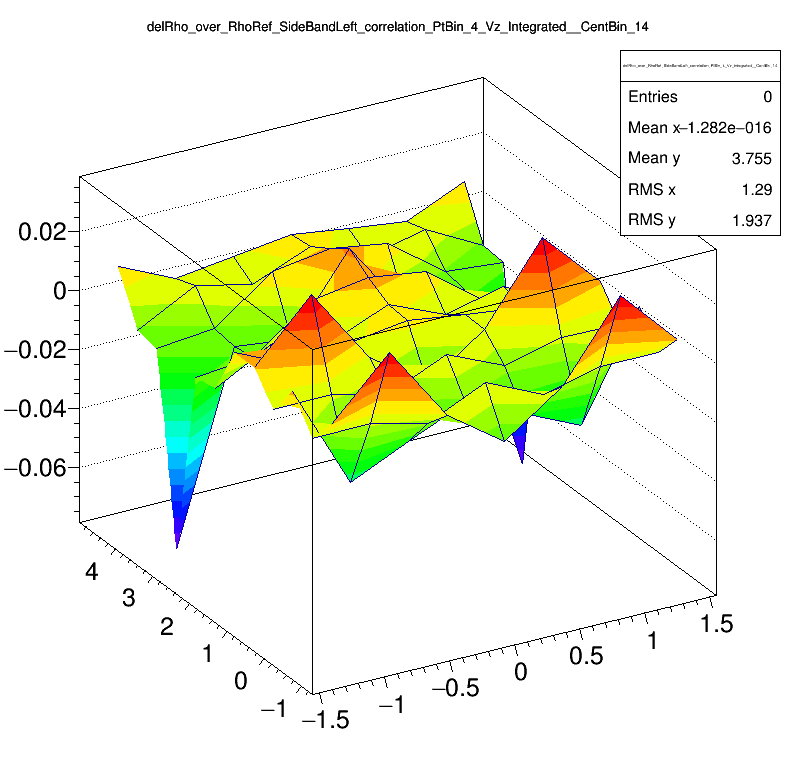 delRho_over_RhoRef_SideBandLeft_correlation_PtBin_4_Vz_Integrated__CentBin_14
delRho_over_RhoRef_SideBandLeft_correlation_PtBin_4_Vz_Integrated__CentBin_14
Entries 0
Mean x −1.282e−016
Mean y 3.755
RMS x 1.29
RMS y 1.937
0.02
0
−0.02
−0.04
−0.06
4
3
2
1
0
−1
−1.5
−1
−0.5
0
0.5
1
1.5